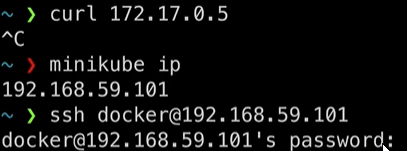 ~ ❯ curl 172.17.0.5
^C
~ ❯ minikube ip
192.168.59.101
~ ❯ ssh docker@192.168.59.101
docker@192.168.59.101's password: